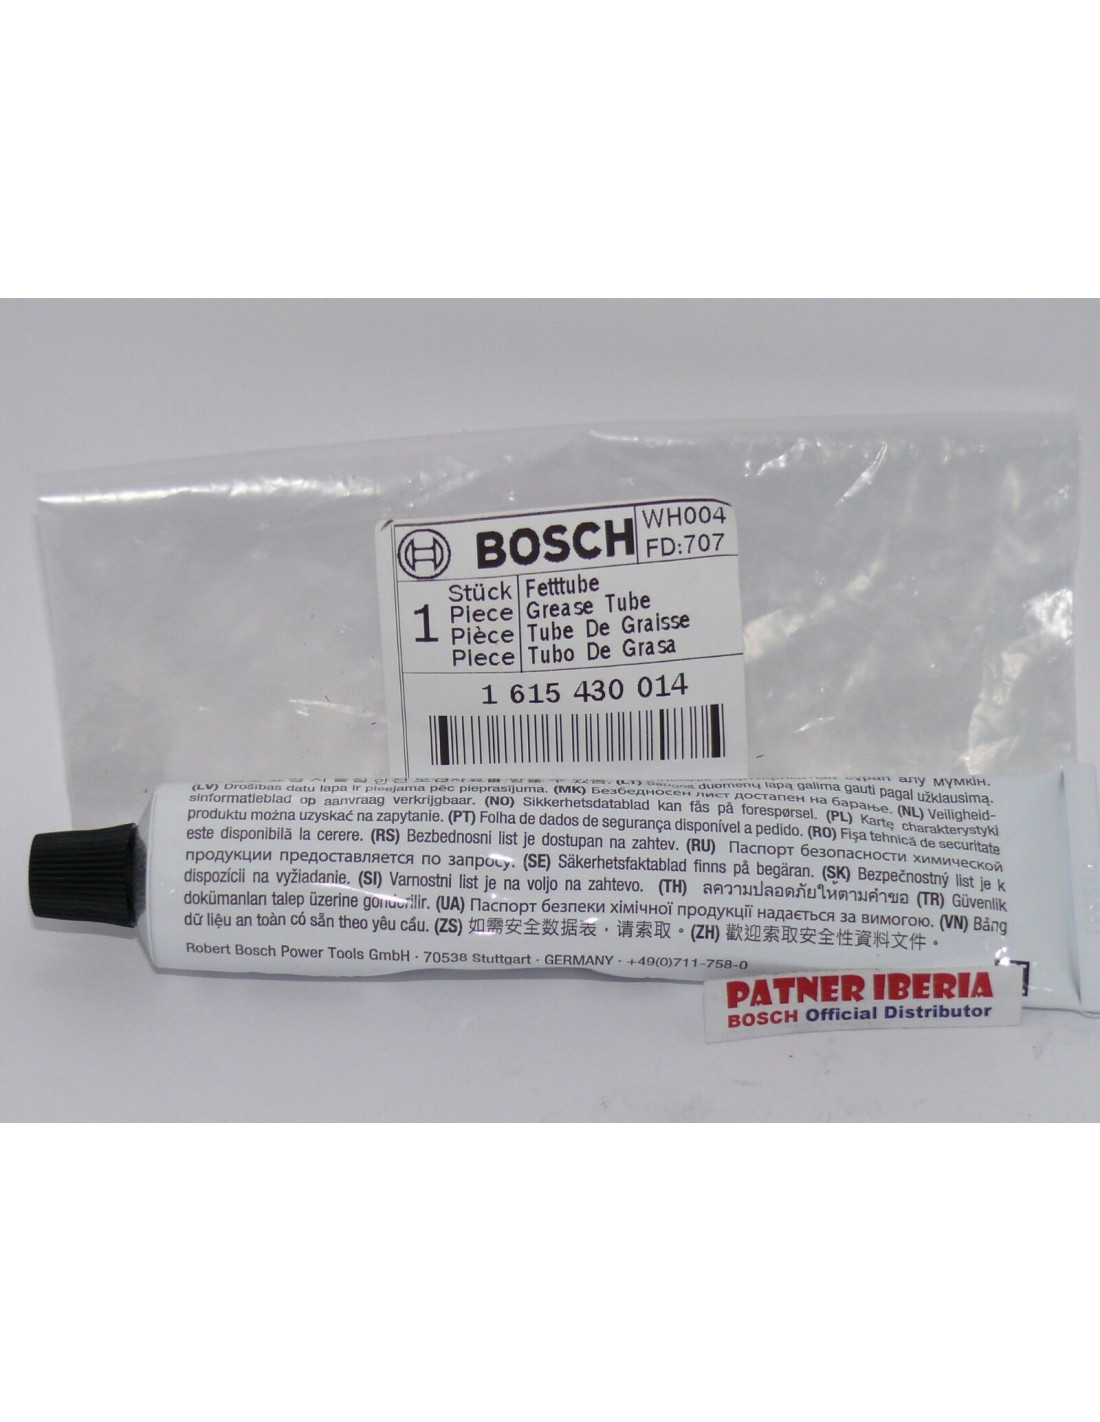 BOSCH
WH004
FD:707
1
Stück
Piece
Pièce
Piece
Fetttube
Grease Tube
Tube De Graisse
Tubo De Grasa
1 615 430 014
алу мүмкін.
(LV) Drošības datu lapa ir pieejama pēc pieprasījuma. (MK) Безбедносен лист достапен на барање. (NL) Veiligheid-
sinformatieblad op aanvraag verkrijgbaar. (NO) Sikkerhetsdatablad kan fås på forespørsel. (PL) Kartę charakterystyki
produktu można uzyskać na zapytanie. (PT) Folha de dados de segurança disponível a pedido. (RO) Fişa tehnică de securitate
este disponibilă la cerere. (RS) Bezbednosni list je dostupan na zahtev. (RU) Паспорт безопасности химической
продукции предоставляется по запросу. (SE) Säkerhetsfaktablad finns på begäran. (SK) Bezpečnostný list je k
dispozícii na vyžiadanie. (SI) Varnostni list je na voljo na zahtevo. (TH) ลความปลอดภัยให้ตามคำขอ (TR) Güvenlik
dokümanları talep üzerine gönderilir. (UA) Паспорт безпеки хімічної продукції надається за вимогою. (VN) Bảng
dữ liệu an toàn có sẵn theo yêu cầu. (ZS) 如需安全数据表，请索取。(ZH) 歡迎索取安全性資料文件。
Robert Bosch Power Tools GmbH · 70538 Stuttgart · GERMANY · +49(0)711-758-0
PATNER IBERIA
BOSCH Official Distributor